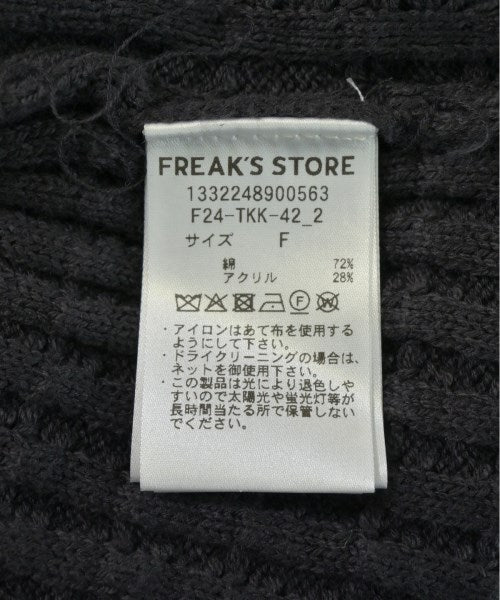 FREAK'S STORE
1332248900563
F24-TKK-42_2
サイズ F
綿 72%
アクリル 28%
F W
・アイロンはあて布を使用する
ようにして下さい。
・ドライクリーニングの場合は、
ネットを御使用下さい。
・この製品は光により退色しや
すいので太陽光や蛍光灯等が
長時間当たる所で保管しない
で下さい。